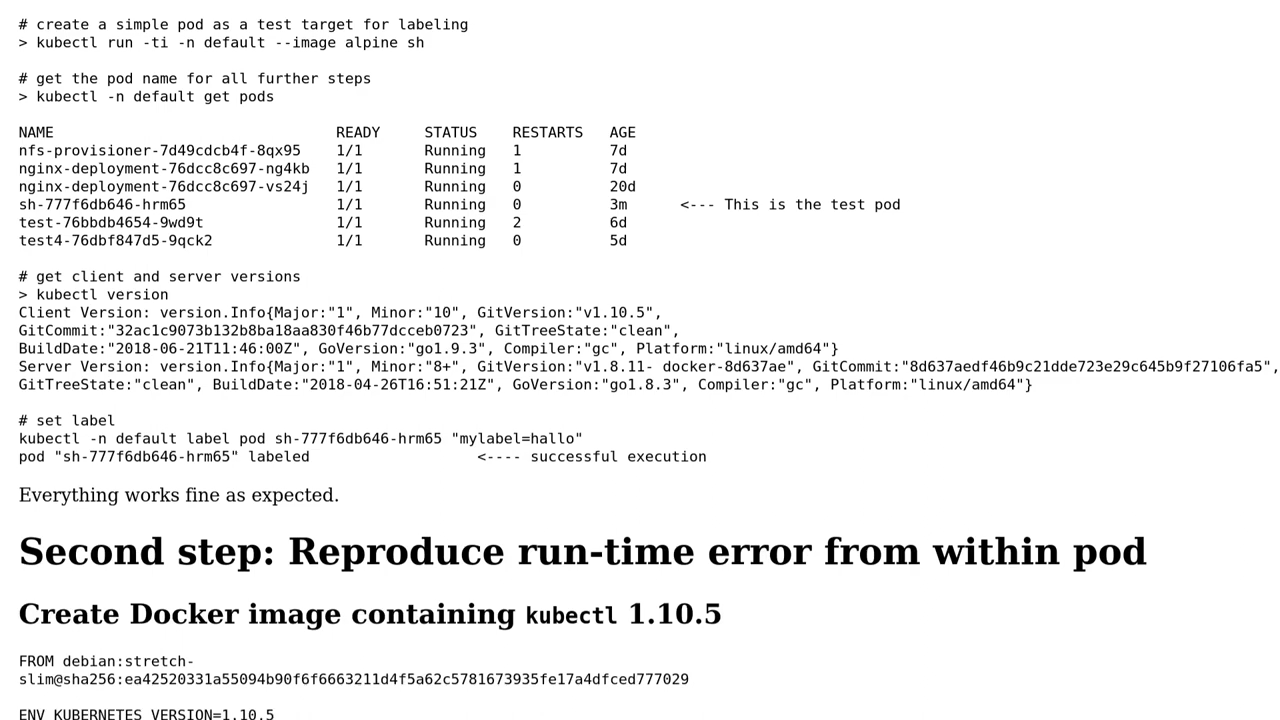 # create a simple pod as a test target for labeling
> kubectl run -ti -n default --image alpine sh
# get the pod name for all further steps
> kubectl -n default get pods
NAME READY STATUS RESTARTS AGE
nfs-provisioner-7d49cdcb4f-8qx95 1/1 Running 1 7d
nginx-deployment-76dcc8c697-ng4kb 1/1 Running 1 7d
nginx-deployment-76dcc8c697-vs24j 1/1 Running 0 20d
sh-777f6db646-hrm65 1/1 Running 0 3m <--- This is the test pod
test-76bbdb4654-9wd9t 1/1 Running 2 6d
test4-76dbf847d5-9qck2 1/1 Running 0 5d
# get client and server versions
> kubectl version
Client Version: version.Info{Major:"1", Minor:"10", GitVersion:"v1.10.5",
GitCommit:"32ac1c9073b132b8ba18aa830f46b77dcceb0723", GitTreeState:"clean",
BuildDate:"2018-06-21T11:46:00Z", GoVersion:"go1.9.3", Compiler:"gc", Platform:"linux/amd64"}
Server Version: version.Info{Major:"1", Minor:"8+", GitVersion:"v1.8.11- docker-8d637ae", GitCommit:"8d637aedf46b9c21dde723e29c645b9f27106fa5",
GitTreeState:"clean", BuildDate:"2018-04-26T16:51:21Z", GoVersion:"go1.8.3", Compiler:"gc", Platform:"linux/amd64"}
# set label
kubectl -n default label pod sh-777f6db646-hrm65 "mylabel=hallo"
pod "sh-777f6db646-hrm65" labeled <---- successful execution
Everything works fine as expected.
Second step: Reproduce run-time error from within pod
Create Docker image containing kubectl 1.10.5
FROM debian:stretch-
slim@sha256:ea42520331a55094b90f6f6663211d4f5a62c5781673935fe17a4dfced777029
ENV KUBERNETES_VERSION=1.10.5